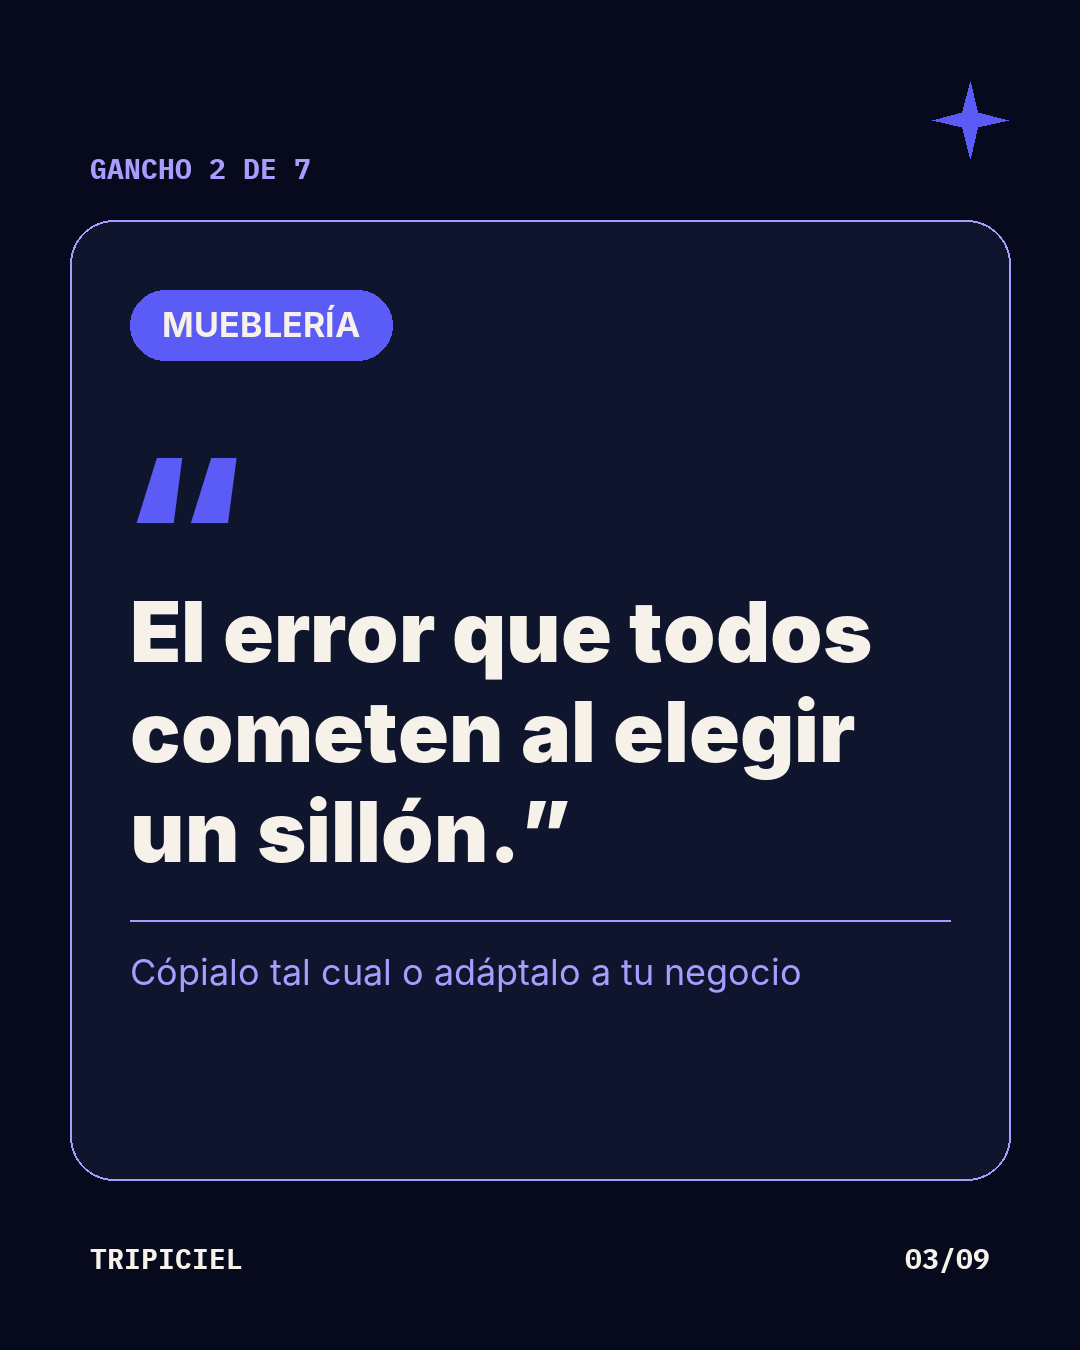 GANCHO 2 DE 7
MUEBLERÍA
“
El error que todos
cometen al elegir
un sillón.”
Cópialo tal cual o adáptalo a tu negocio
TRIPICIEL
03/09